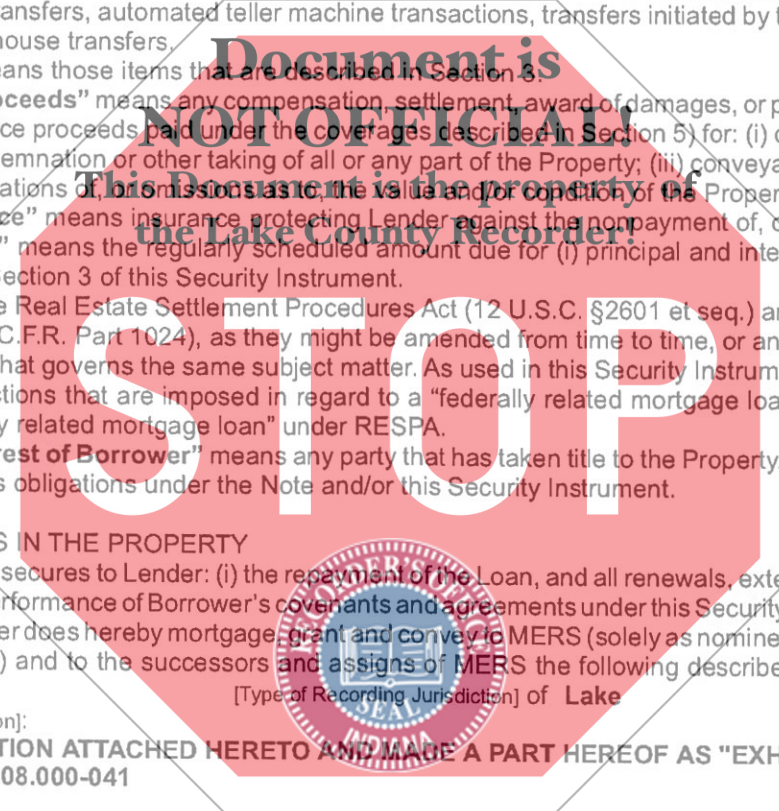 ansfers, automated teller machine transactions, transfers initiated by t
house transfers.
Document is
eans those items that are described in Section 3.
oceeds” means any compensation, settlement, award of damages, or p
NOT OFFICIAL!
ce proceeds paid under the coverages described in Section 5) for: (i)
emnation or other taking of all or any part of the Property; (iii) conveya
This Document is the property of
ations of, or omissions as to, the value and/or condition of the Proper
ce” means insurance protecting Lender against the nonpayment of, o
the Lake County Recorder!
” means the regularly scheduled amount due for (i) principal and inte
ection 3 of this Security Instrument.
e Real Estate Settlement Procedures Act (12 U.S.C. §2601 et seq.) an
C.F.R. Part 1024), as they might be amended from time to time, or an
hat governs the same subject matter. As used in this Security Instrum
STOP
tions that are imposed in regard to a “federally related mortgage loa
y related mortgage loan” under RESPA.
rest of Borrower” means any party that has taken title to the Property
s obligations under the Note and/or this Security Instrument.
S IN THE PROPERTY
secures to Lender: (i) the repayment of the Loan, and all renewals, exte
rformance of Borrower's covenants and agreements under this Securit
er does hereby mortgage, grant and convey to MERS (solely as nomine
) and to the successors and assigns of MERS the following describe
RECORDER'S OFFICE
SEAL
INDIANA
[Type of Recording Jurisdiction] of Lake
on]:
TION ATTACHED HERETO AND MADE A PART HEREOF AS "EXH
08.000-041